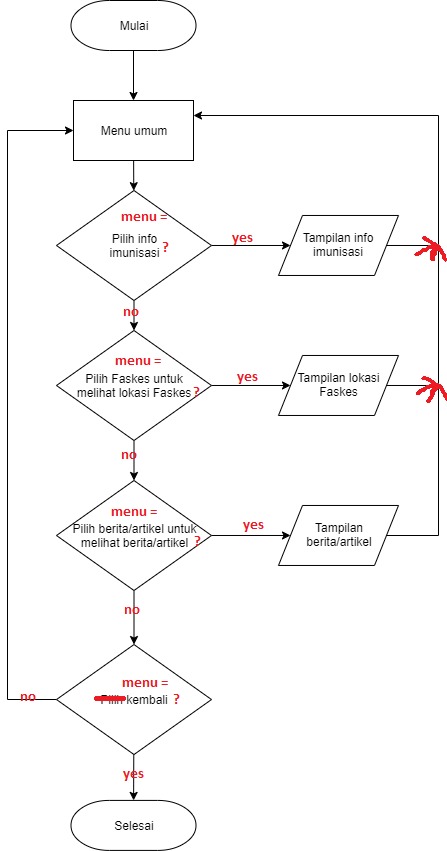 Mulai
Menu umum
menu =
Pilih info
imunisasi ?
yes
Tampilan info
imunisasi
no
menu =
Pilih Faskes untuk
melihat lokasi Faskes ?
yes
Tampilan lokasi
Faskes
no
menu =
Pilih berita/artikel untuk
melihat berita/artikel ?
yes
Tampilan
berita/artikel
no
menu =
Pilih kembali ?
no
yes
Selesai